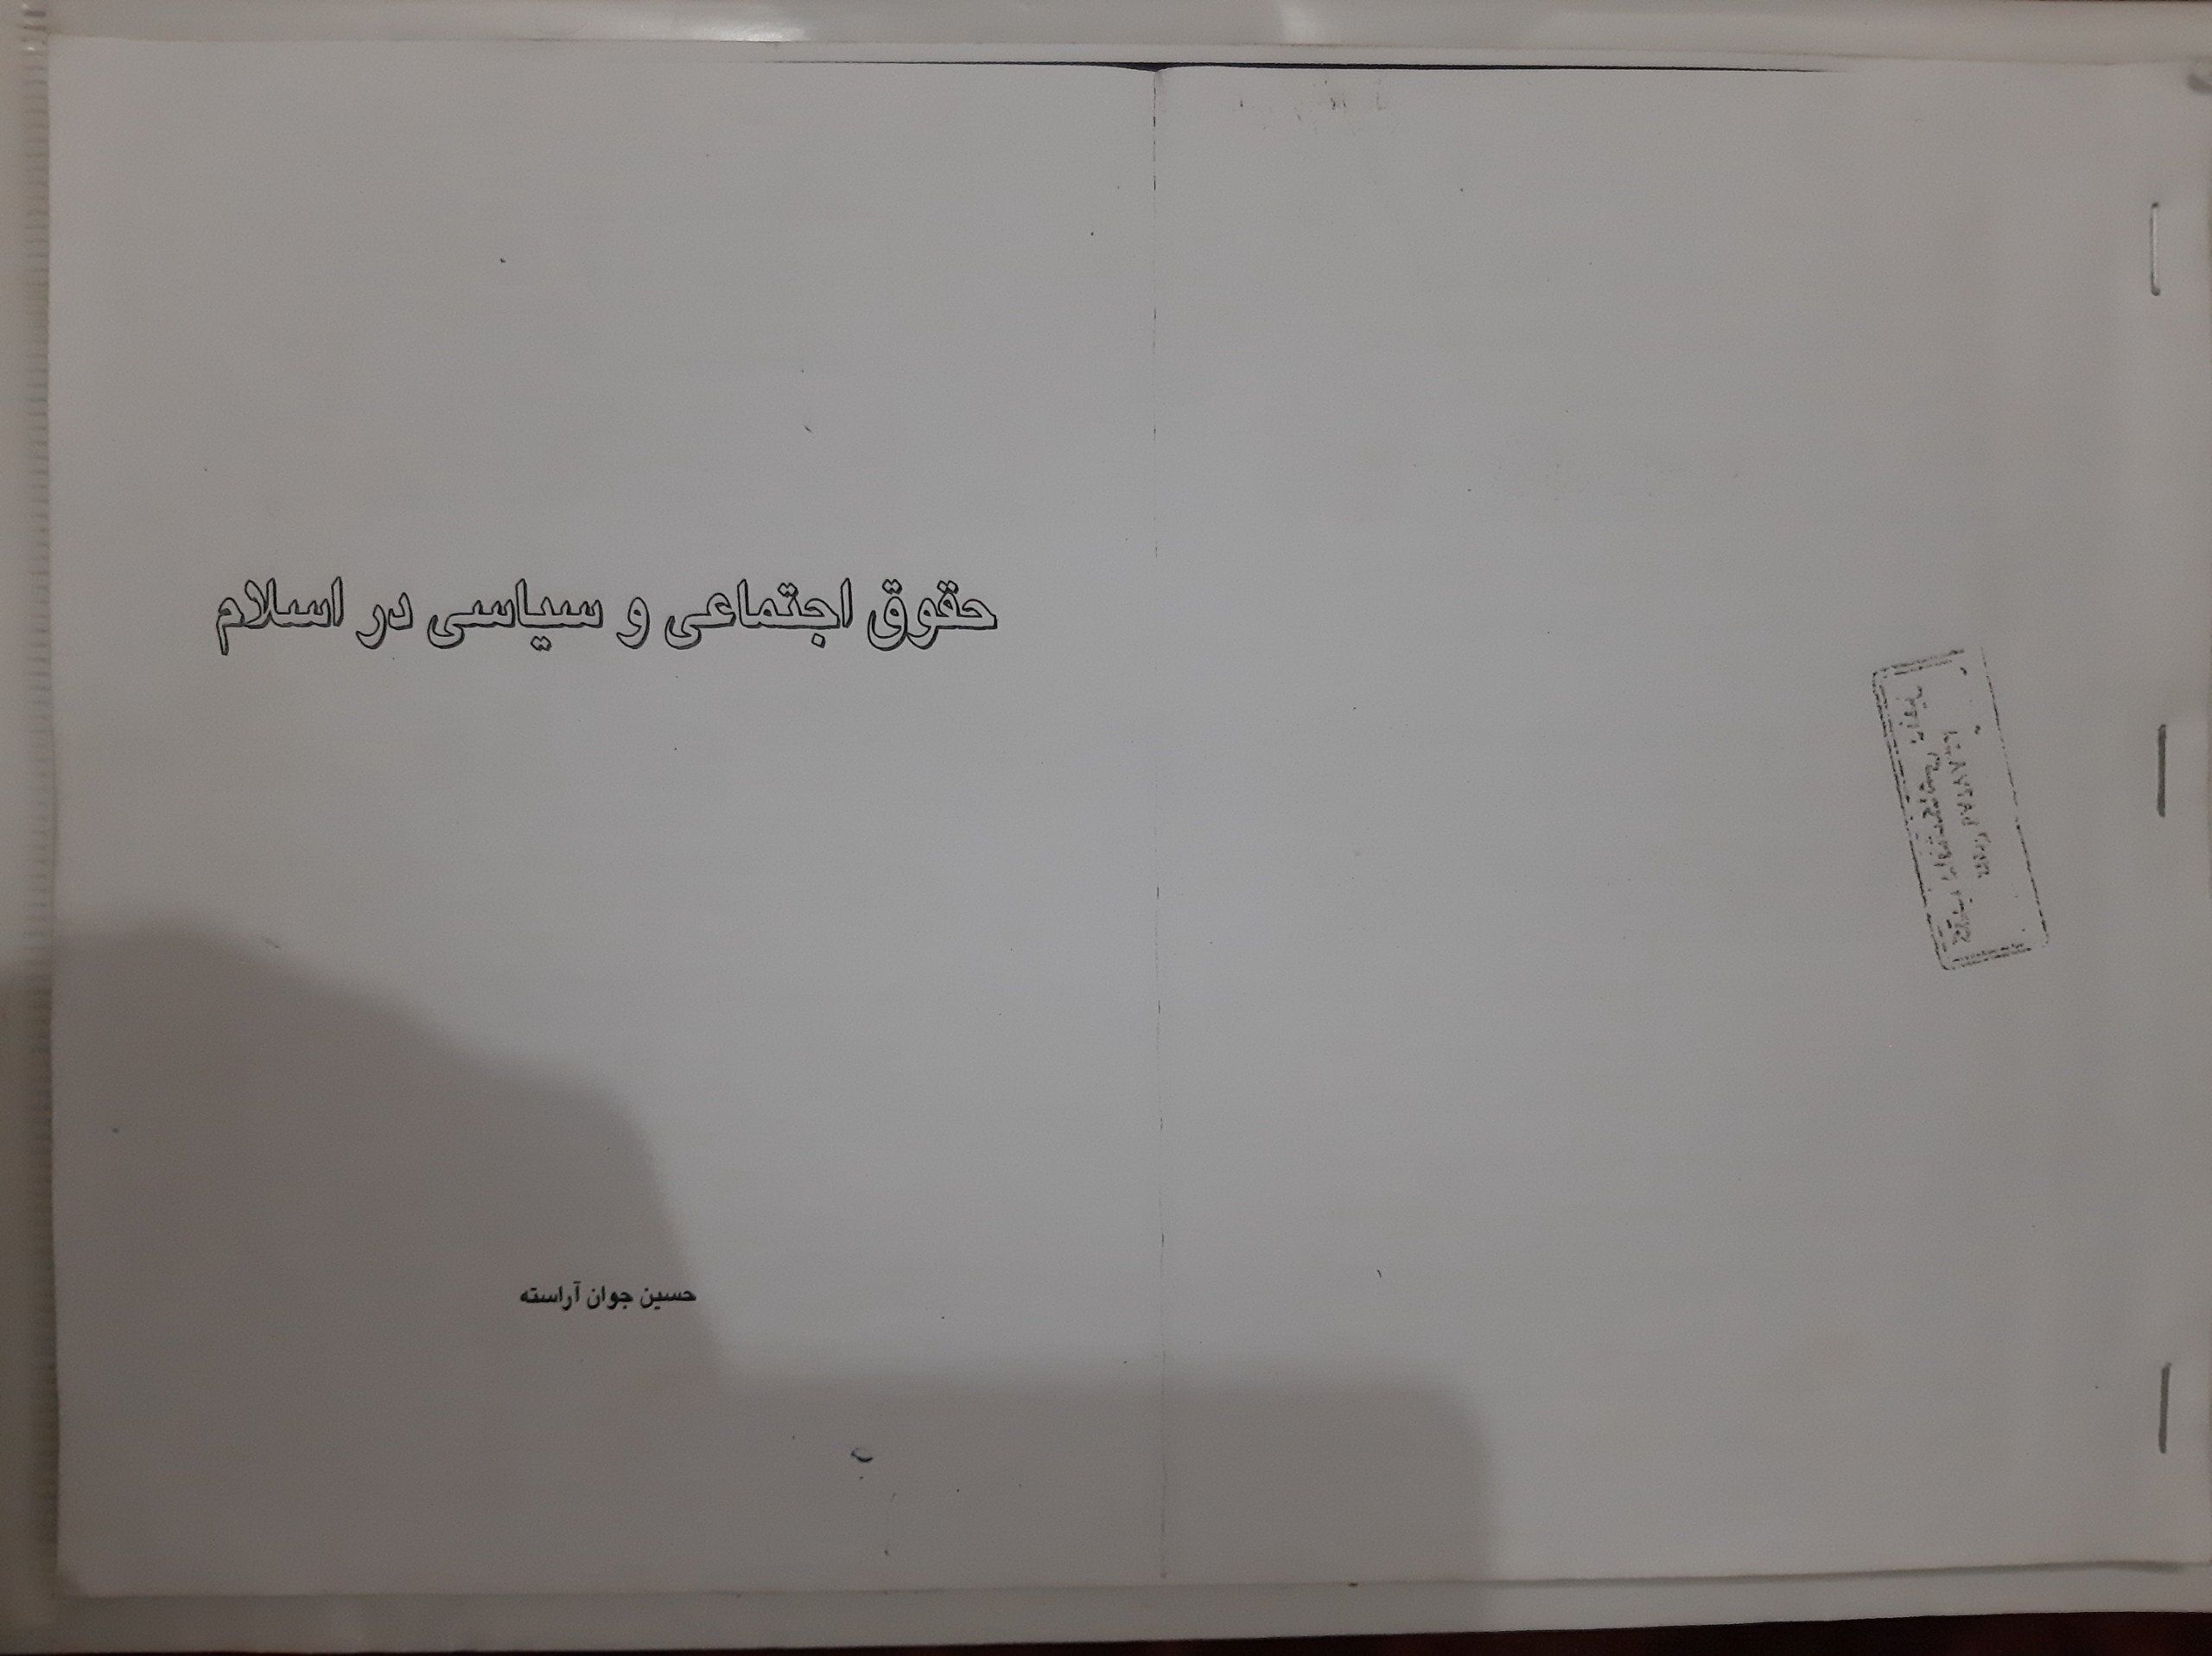 حقوق اجتماعی و سیاسی در اسلام
حسین جوان آراسته